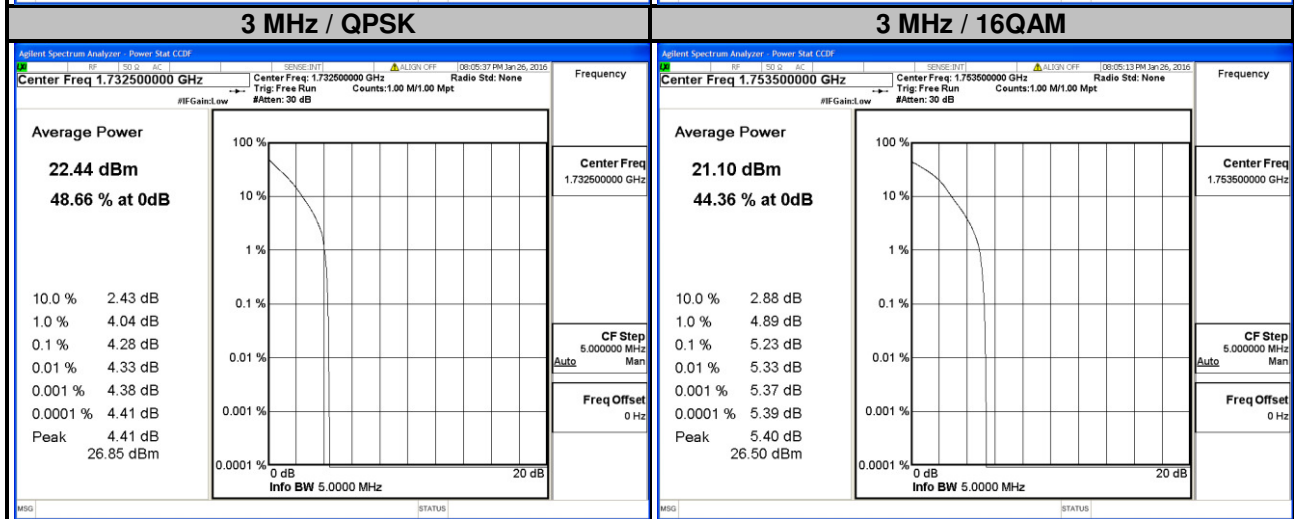 3 MHz / QPSK
3 MHz / 16QAM
Agilent Spectrum Analyzer - Power Stat CCDF
RF 50 Ω AC SENSE:INT ALIGN OFF 08:05:37 PM Jan 26, 2016
Center Freq 1.732500000 GHz
Center Freq: 1.732500000 GHz Radio Std: None
Trig: Free Run Counts:1.00 M/1.00 Mpt
#IFGain:Low #Atten: 30 dB
Frequency
Average Power
22.44 dBm
48.66 % at 0dB
10.0 % 2.43 dB
1.0 % 4.04 dB
0.1 % 4.28 dB
0.01 % 4.33 dB
0.001 % 4.38 dB
0.0001 % 4.41 dB
Peak 4.41 dB
26.85 dBm
100 %
10 %
1 %
0.1 %
0.01 %
0.001 %
0.0001 %
0 dB 20 dB
Info BW 5.0000 MHz
Center Freq
1.732500000 GHz
CF Step
5.000000 MHz
Auto Man
Freq Offset
0 Hz
MSG STATUS
Agilent Spectrum Analyzer - Power Stat CCDF
RF 50 Ω AC SENSE:INT ALIGN OFF 08:05:13 PM Jan 26, 2016
Center Freq 1.753500000 GHz
Center Freq: 1.753500000 GHz Radio Std: None
Trig: Free Run Counts:1.00 M/1.00 Mpt
#IFGain:Low #Atten: 30 dB
Frequency
Average Power
21.10 dBm
44.36 % at 0dB
10.0 % 2.88 dB
1.0 % 4.89 dB
0.1 % 5.23 dB
0.01 % 5.33 dB
0.001 % 5.37 dB
0.0001 % 5.39 dB
Peak 5.40 dB
26.50 dBm
100 %
10 %
1 %
0.1 %
0.01 %
0.001 %
0.0001 %
0 dB 20 dB
Info BW 5.0000 MHz
Center Freq
1.753500000 GHz
CF Step
5.000000 MHz
Auto Man
Freq Offset
0 Hz
MSG STATUS